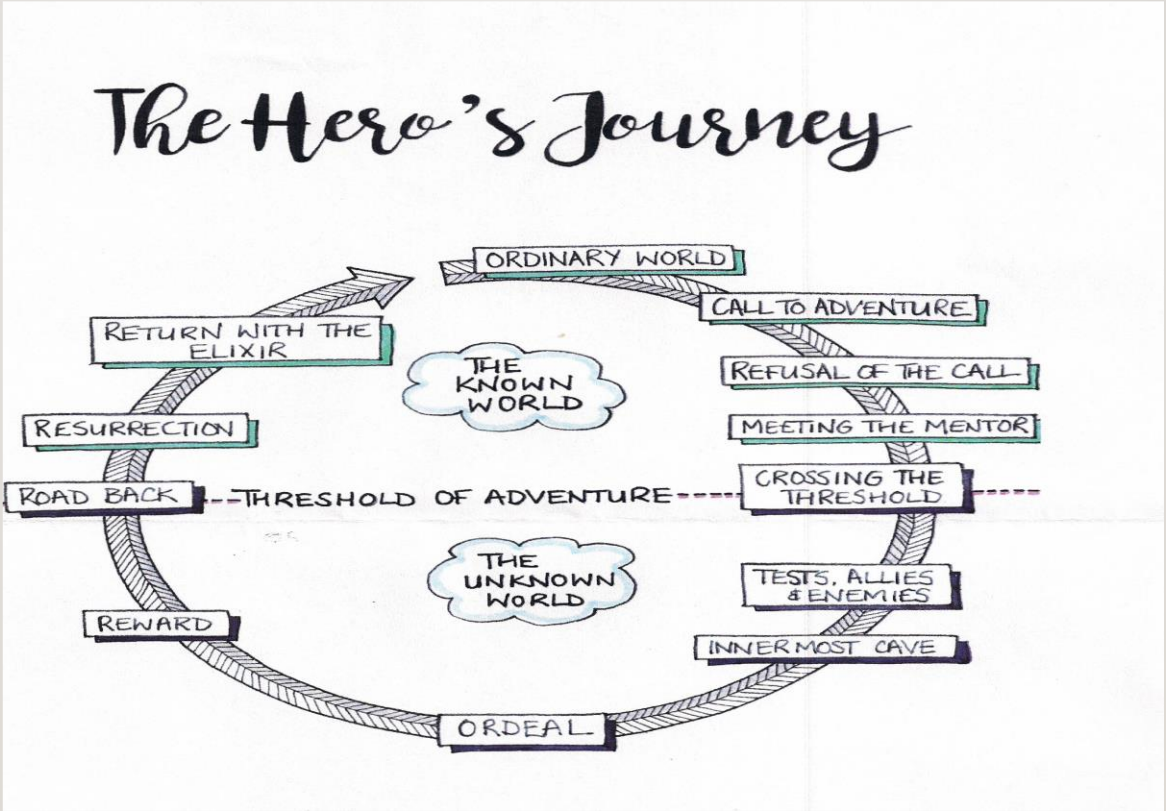 The Hero's Journey
ORDINARY WORLD
CALL TO ADVENTURE
REFUSAL OF THE CALL
MEETING THE MENTOR
CROSSING THE
THRESHOLD
TESTS, ALLIES
& ENEMIES
INNERMOST CAVE
ORDEAL
REWARD
ROAD BACK
RESURRECTION
RETURN WITH THE
ELIXIR
THE
KNOWN
WORLD
THRESHOLD OF ADVENTURE
THE
UNKNOWN
WORLD